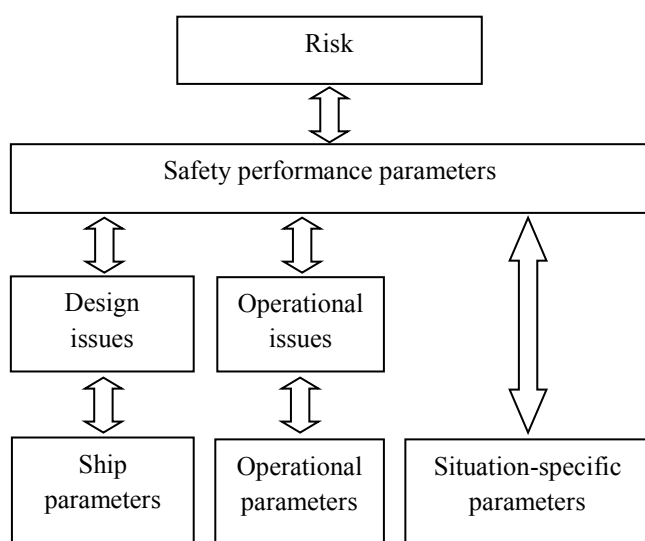 Risk
Safety performance parameters
Design
issues
Operational
issues
Ship
parameters
Operational
parameters
Situation-specific
parameters